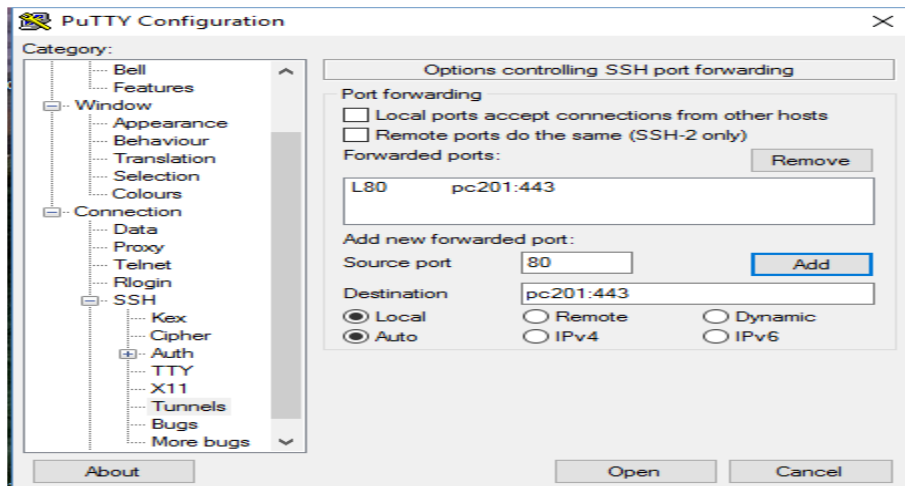 PuTTY Configuration
Category:
Bell
Features
Window
Appearance
Behaviour
Translation
Selection
Colours
Connection
Data
Proxy
Telnet
Rlogin
SSH
Kex
Cipher
Auth
TTY
X11
Tunnels
Bugs
More bugs
Options controlling SSH port forwarding
Port forwarding
Local ports accept connections from other hosts
Remote ports do the same (SSH-2 only)
Forwarded ports:
Remove
L80 pc201:443
Add new forwarded port:
Source port 80 Add
Destination pc201:443
Local Remote Dynamic
Auto IPv4 IPv6
About Open Cancel